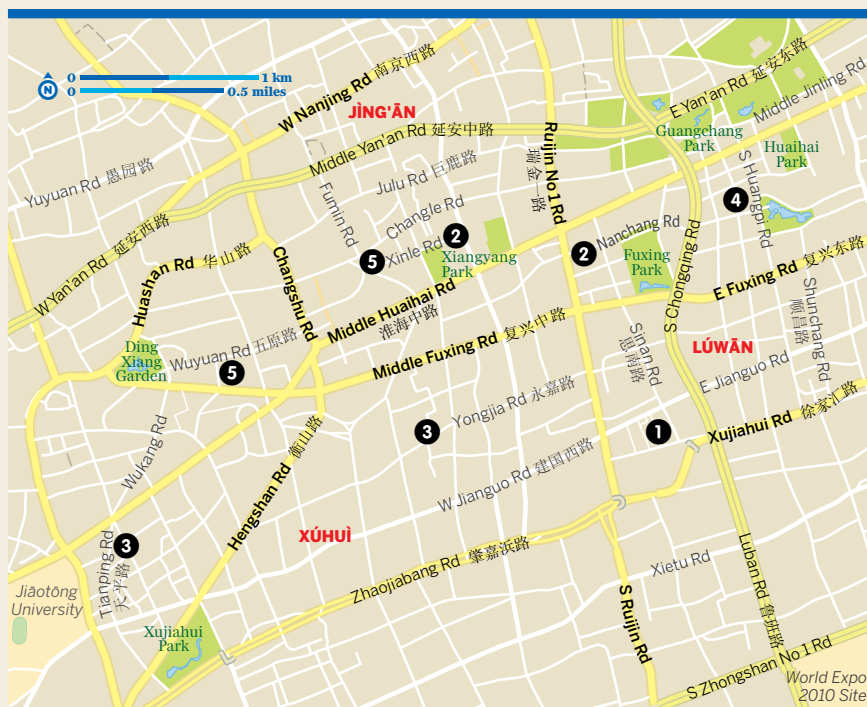 0 1 km
N
0 0.5 miles
W Nanjing Rd 南京西路
JÌNG'ĀN
E Yan'an Rd 延安东路
Middle Jinling Rd
Middle Yan'an Rd 延安中路
Ruijin No 1 Rd
瑞金一路
Guangchang
Park
Huaihai
Park
Yuyuan Rd 愚园路
Julu Rd 巨鹿路
Fumin Rd
Changle Rd
S Huangpi Rd
4
W Yan'an Rd 延安西路
Huashan Rd 华山路
Changshu Rd
5
Xinle Rd
2
Xiangyang
Park
2
Nanchang Rd
Fuxing
Park
S Chongqing Rd
E Fuxing Rd 复兴东路
Middle Huaihai Rd
淮海中路
Shunchang Rd
顺昌路
Ding
Xiang
Garden
Wuyuan Rd 五原路
5
Middle Fuxing Rd 复兴中路
Sinan Rd
思南路
LÚWĀN
E Jianguo Rd
Yongjia Rd 永嘉路
3
1
Xujiahui Rd 徐家汇路
Wukang Rd
Hengshan Rd 衡山路
W Jianguo Rd 建国西路
XÚHUÌ
3
Tianping Rd
天平路
Zhaojiabang Rd 肇嘉浜路
Xietu Rd
Luban Rd 鲁班路
Jiāotōng
University
Xujiahui
Park
S Ruijin Rd
S Zhongshan No 1 Rd
World Expo
2010 Site